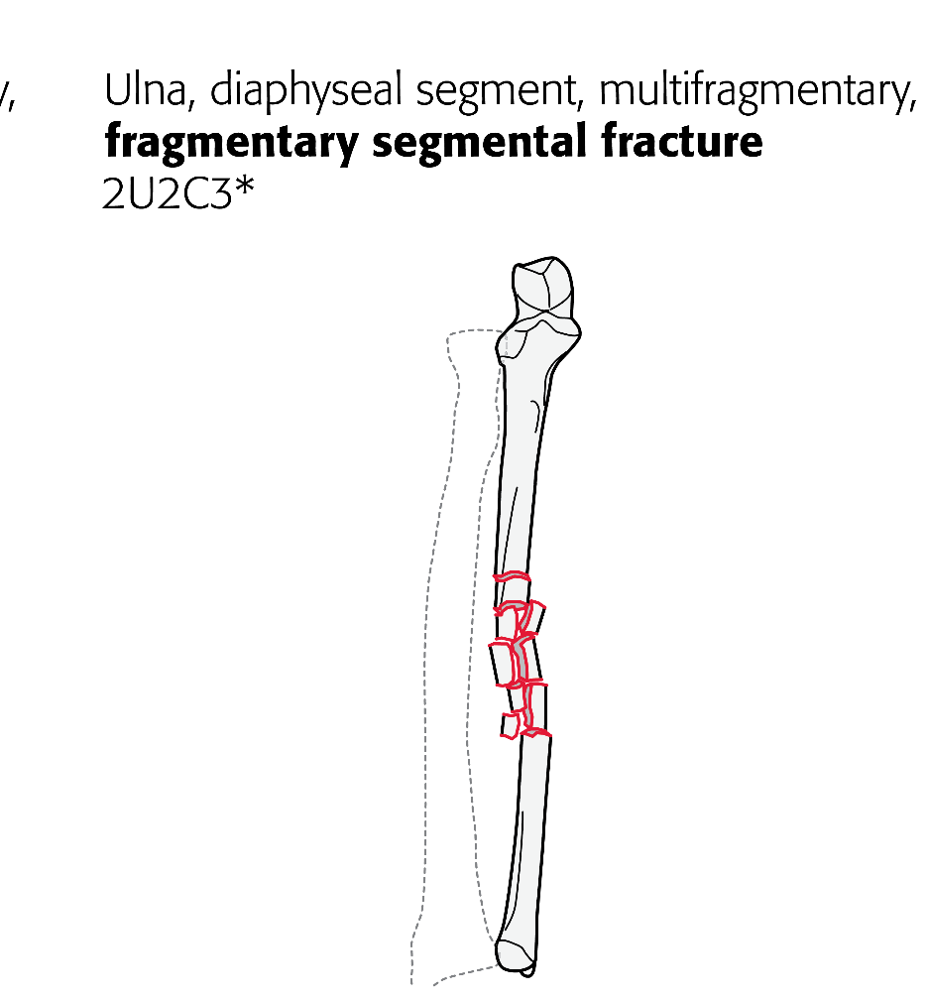 Ulna, diaphyseal segment, multifragmentary,
fragmentary segmental fracture
2U2C3*